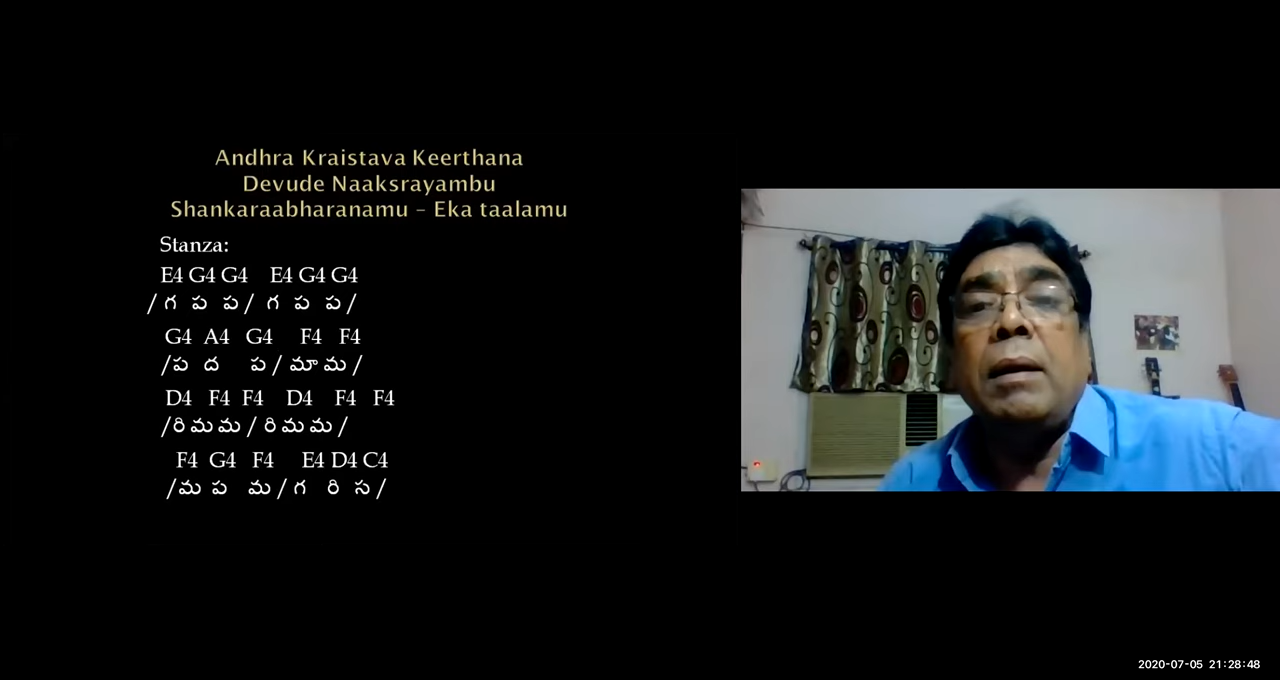 Andhra Kraistava Keerthana
Devude Naaksrayambu
Shankaraabharanamu – Eka taalamu
Stanza:
E4 G4 G4 E4 G4 G4
/ గ ప ప / గ ప ప /
G4 A4 G4 F4 F4
/ప ద ప / మా మ /
D4 F4 F4 D4 F4 F4
/రి మ మ / రి మ మ /
F4 G4 F4 E4 D4 C4
/మ ప మ / గ రి స /
2020-07-05 21:28:48